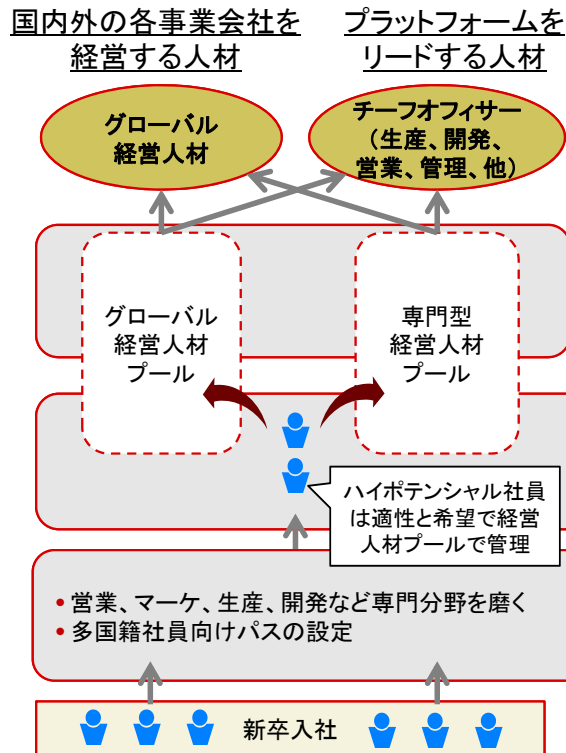 国内外の各事業会社を
経営する人材
プラットフォームを
リードする人材
グローバル
経営人材
チーフオフィサー
（生産、開発、
営業、管理、他）
グローバル
経営人材
プール
専門型
経営人材
プール
ハイポテンシャル社員
は適性と希望で経営
人材プールで管理
• 営業、マーケ、生産、開発など専門分野を磨く
• 多国籍社員向けパスの設定
新卒入社